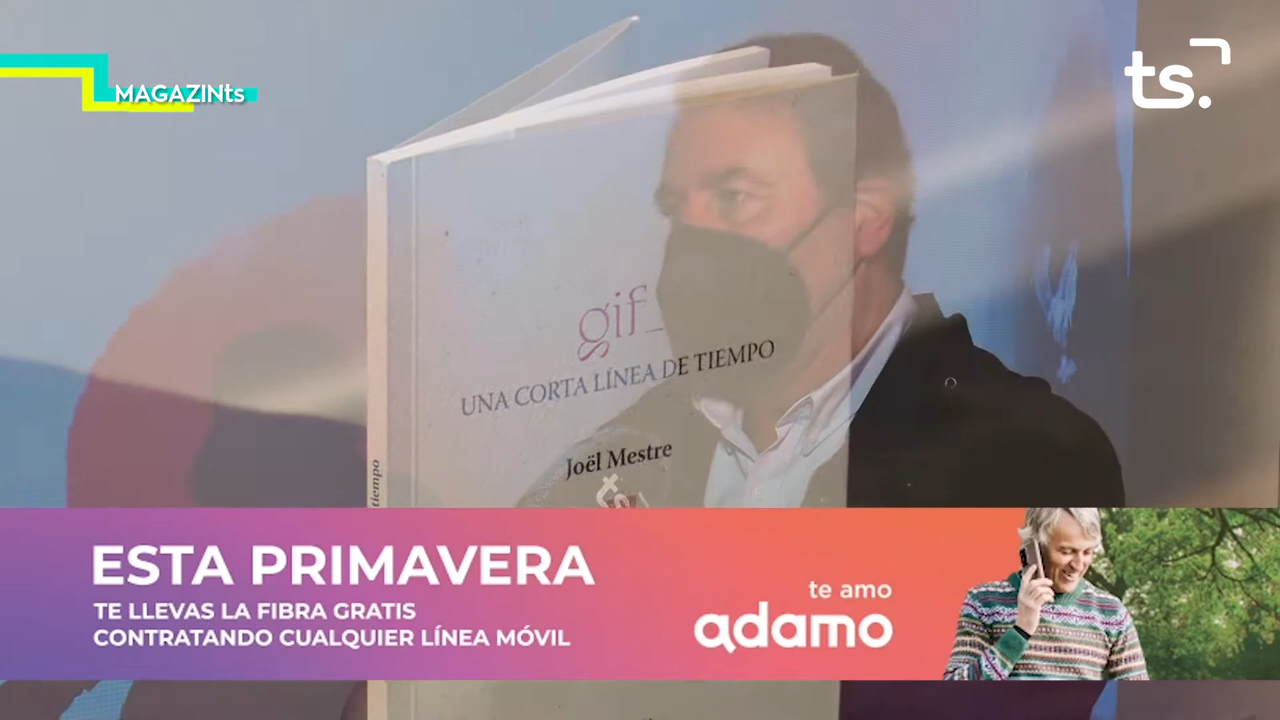 MAGAZINts
ts.
gif_
UNA CORTA LÍNEA DE TIEMPO
Joël Mestre
tiempo
ESTA PRIMAVERA
TE LLEVAS LA FIBRA GRATIS
CONTRATANDO CUALQUIER LÍNEA MÓVIL
te amo
adamo